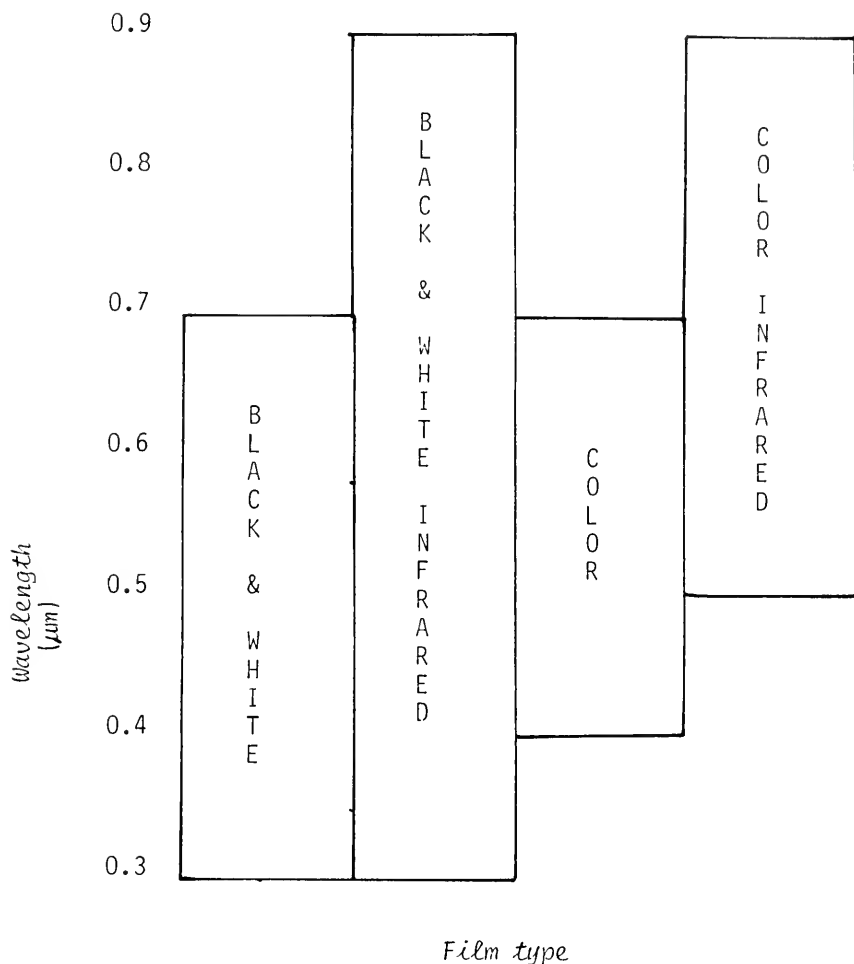 0.9
0.8
0.7
0.6
0.5
0.4
0.3
Wavelength
(μm)
BLACK & WHITE
BLACK & WHITE INFRARED
COLOR
COLOR INFRARED
Film type